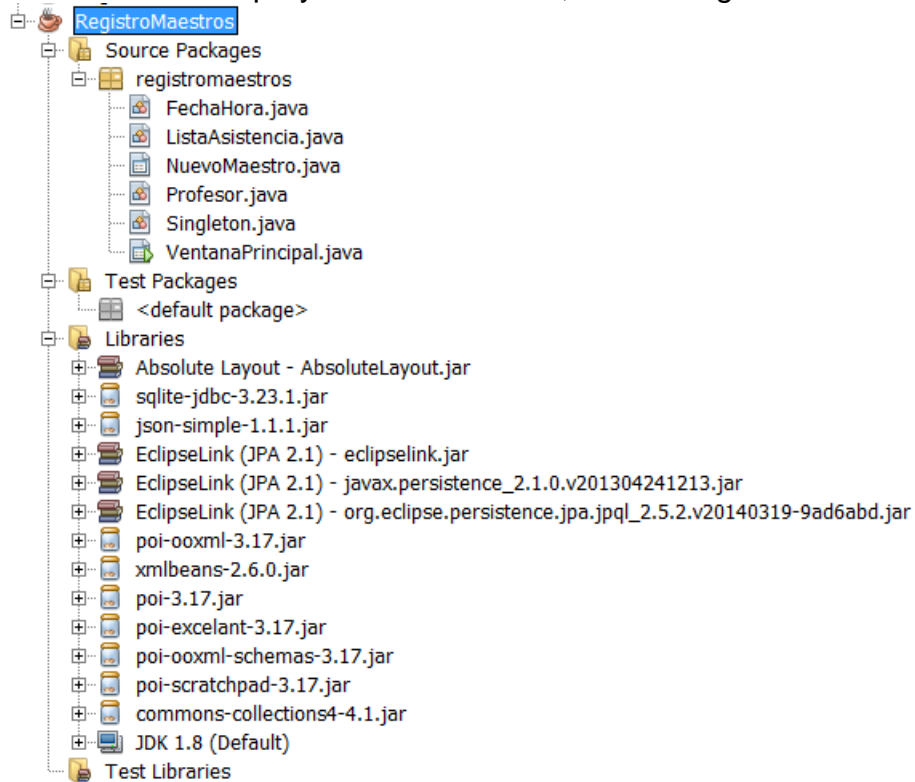 RegistroMaestros
Source Packages
registromaestros
FechaHora.java
ListaAsistencia.java
NuevoMaestro.java
Profesor.java
Singleton.java
VentanaPrincipal.java
Test Packages
<default package>
Libraries
Absolute Layout - AbsoluteLayout.jar
sqlite-jdbc-3.23.1.jar
json-simple-1.1.1.jar
EclipseLink (JPA 2.1) - eclipselink.jar
EclipseLink (JPA 2.1) - javax.persistence_2.1.0.v201304241213.jar
EclipseLink (JPA 2.1) - org.eclipse.persistence.jpa.jpql_2.5.2.v20140319-9ad6abd.jar
poi-ooxml-3.17.jar
xmlbeans-2.6.0.jar
poi-3.17.jar
poi-excelant-3.17.jar
poi-ooxml-schemas-3.17.jar
poi-scratchpad-3.17.jar
commons-collections4-4.1.jar
JDK 1.8 (Default)
Test Libraries